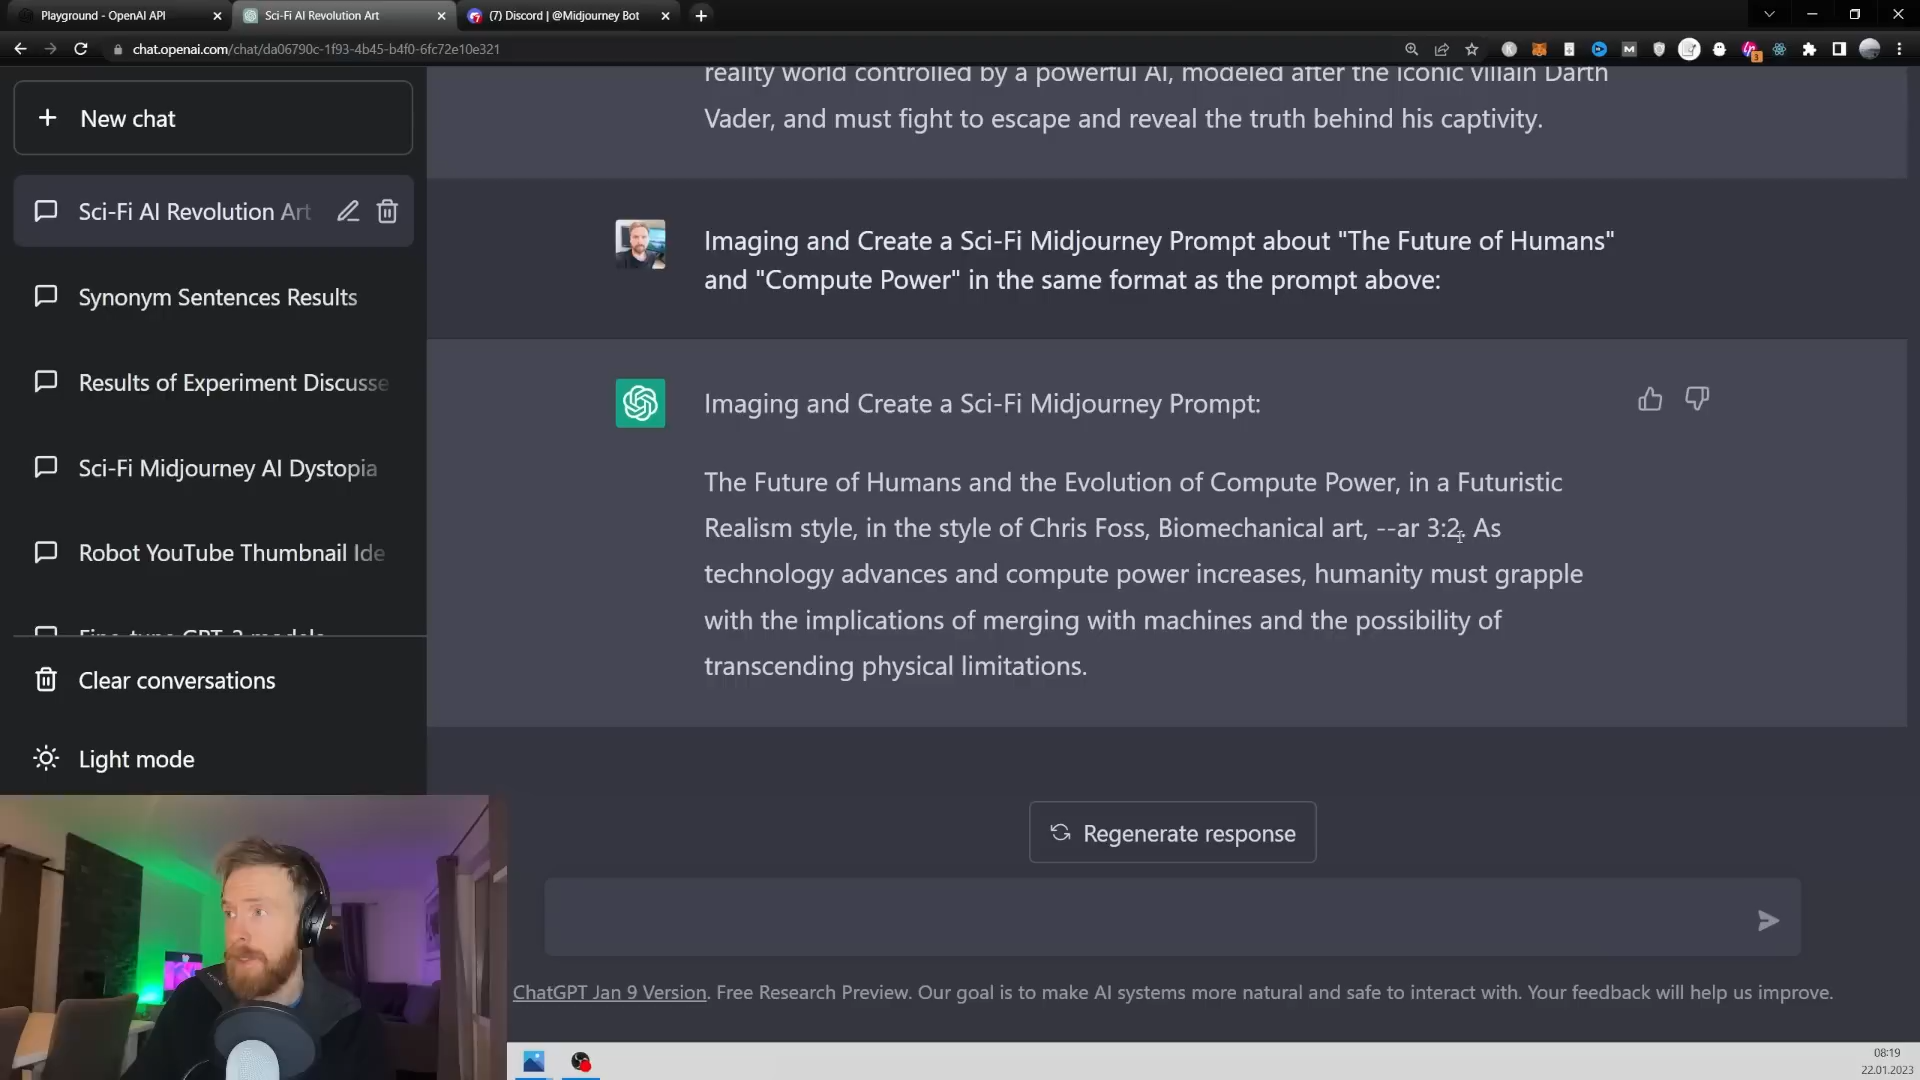 Playground - OpenAI API
Sci-Fi AI Revolution Art
(7) Discord | @Midjourney Bot
chat.openai.com/chat/da06790c-1f93-4b45-b4f0-6fc72e10e321
New chat
Sci-Fi AI Revolution Art
Synonym Sentences Results
Results of Experiment Discusse
Sci-Fi Midjourney AI Dystopia
Robot YouTube Thumbnail Ide
Clear conversations
Light mode
reality world controlled by a powerful AI, modeled after the iconic villain Darth
Vader, and must fight to escape and reveal the truth behind his captivity.
Imaging and Create a Sci-Fi Midjourney Prompt about "The Future of Humans"
and "Compute Power" in the same format as the prompt above:
Imaging and Create a Sci-Fi Midjourney Prompt:
The Future of Humans and the Evolution of Compute Power, in a Futuristic
Realism style, in the style of Chris Foss, Biomechanical art, --ar 3:2. As
technology advances and compute power increases, humanity must grapple
with the implications of merging with machines and the possibility of
transcending physical limitations.
Regenerate response
ChatGPT Jan 9 Version. Free Research Preview. Our goal is to make AI systems more natural and safe to interact with. Your feedback will help us improve.
08:19
22.01.2023